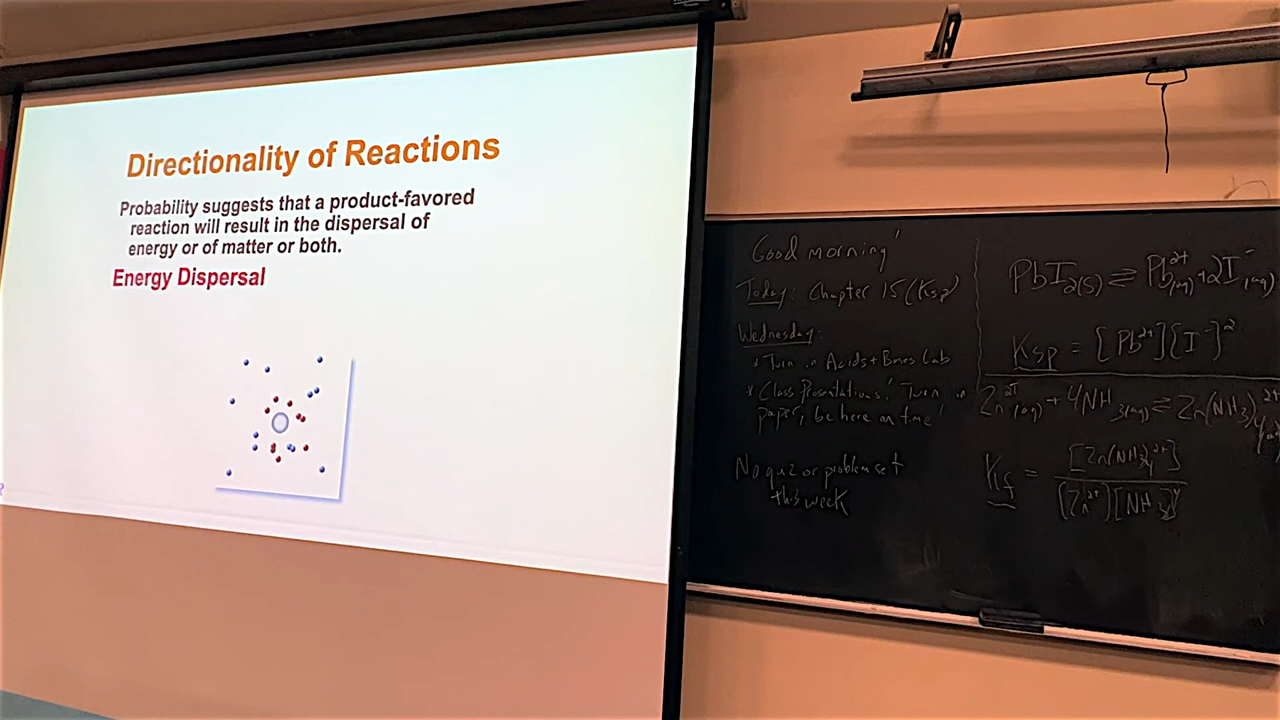 Directionality of Reactions
Probability suggests that a product-favored
reaction will result in the dispersal of
energy or of matter or both.
Energy Dispersal
Good morning!
Today: Chapter 15 (Ksp)
Wednesday:
* Turn in Acids + Bases Lab
* Class Presentations! Turn in
paper, be here on time!
No quiz or problem set
this week
PbI₂(s) ⇌ Pb²⁺(aq) + 2I⁻(aq)
Ksp = [Pb²⁺][I⁻]²
Zn²⁺(aq) + 4NH₃(aq) ⇌ Zn(NH₃)₄²⁺
Kf = [Zn(NH₃)₄²⁺]
[Zn²⁺][NH₃]⁴